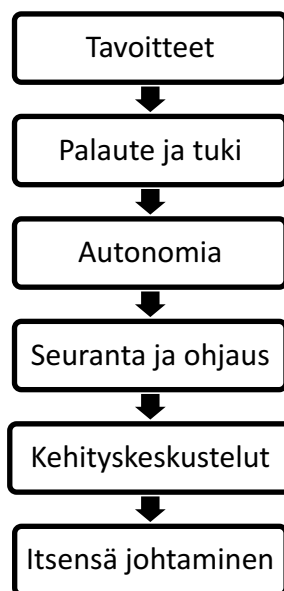 Tavoitteet
Palaute ja tuki
Autonomia
Seuranta ja ohjaus
Kehityskeskustelut
Itsensä johtaminen